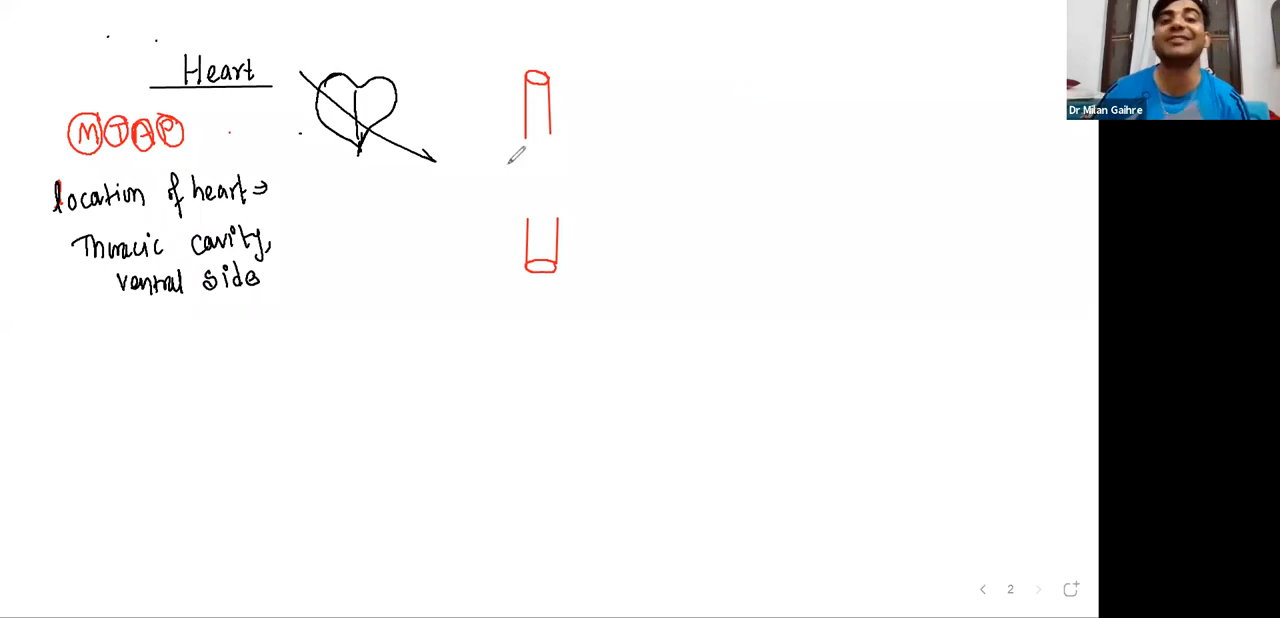 Heart
MTAP
location of heart ⇒
Thoracic cavity,
ventral side
Dr Milan Gaihre
2